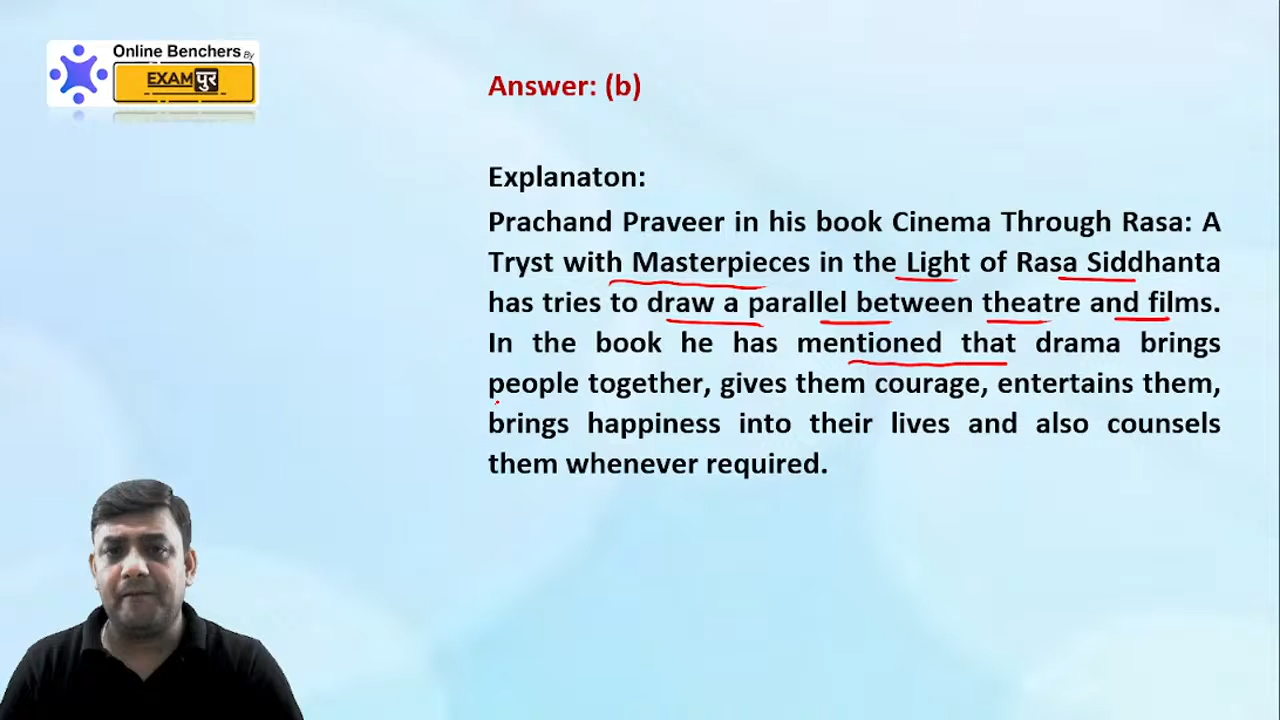 Online Benchers By
EXAM पुर
Answer: (b)
Explanaton:
Prachand Praveer in his book Cinema Through Rasa: A
Tryst with Masterpieces in the Light of Rasa Siddhanta
has tries to draw a parallel between theatre and films.
In the book he has mentioned that drama brings
people together, gives them courage, entertains them,
brings happiness into their lives and also counsels
them whenever required.